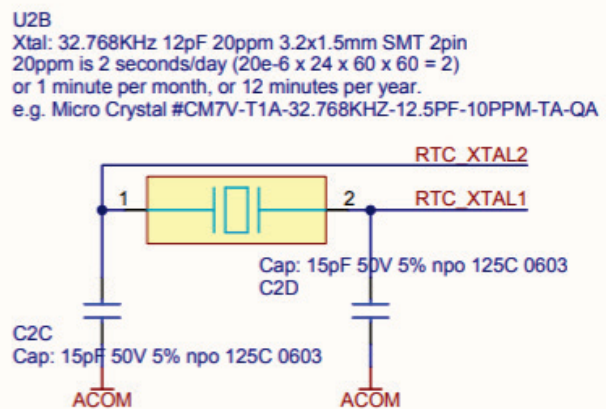 U2B
Xtal: 32.768KHz 12pF 20ppm 3.2x1.5mm SMT 2pin
20ppm is 2 seconds/day (20e-6 x 24 x 60 x 60 = 2)
or 1 minute per month, or 12 minutes per year.
e.g. Micro Crystal #CM7V-T1A-32.768KHZ-12.5PF-10PPM-TA-QA
RTC_XTAL2
1
2
RTC_XTAL1
Cap: 15pF 50V 5% npo 125C 0603
C2D
C2C
Cap: 15pF 50V 5% npo 125C 0603
ACOM
ACOM